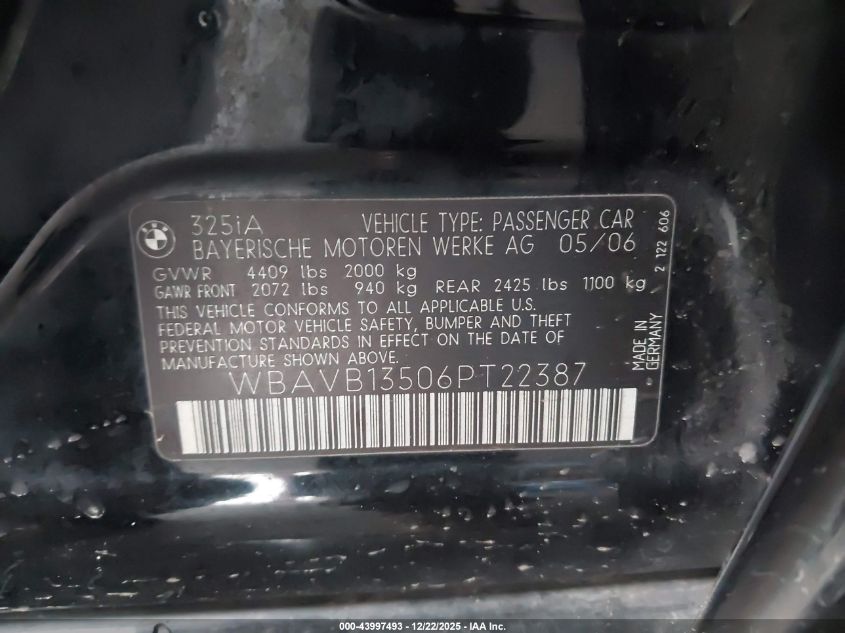 325iA VEHICLE TYPE: PASSENGER CAR
BAYERISCHE MOTOREN WERKE AG 05/06
GVWR 4409 lbs 2000 kg
GAWR FRONT 2072 lbs 940 kg REAR 2425 lbs 1100 kg
THIS VEHICLE CONFORMS TO ALL APPLICABLE U.S.
FEDERAL MOTOR VEHICLE SAFETY, BUMPER AND THEFT
PREVENTION STANDARDS IN EFFECT ON THE DATE OF
MANUFACTURE SHOWN ABOVE.
WBAVB13506PT22387
MADE IN
GERMANY
2 122 606
BMW
000-43997493 - 12/22/2025 - IAA Inc.